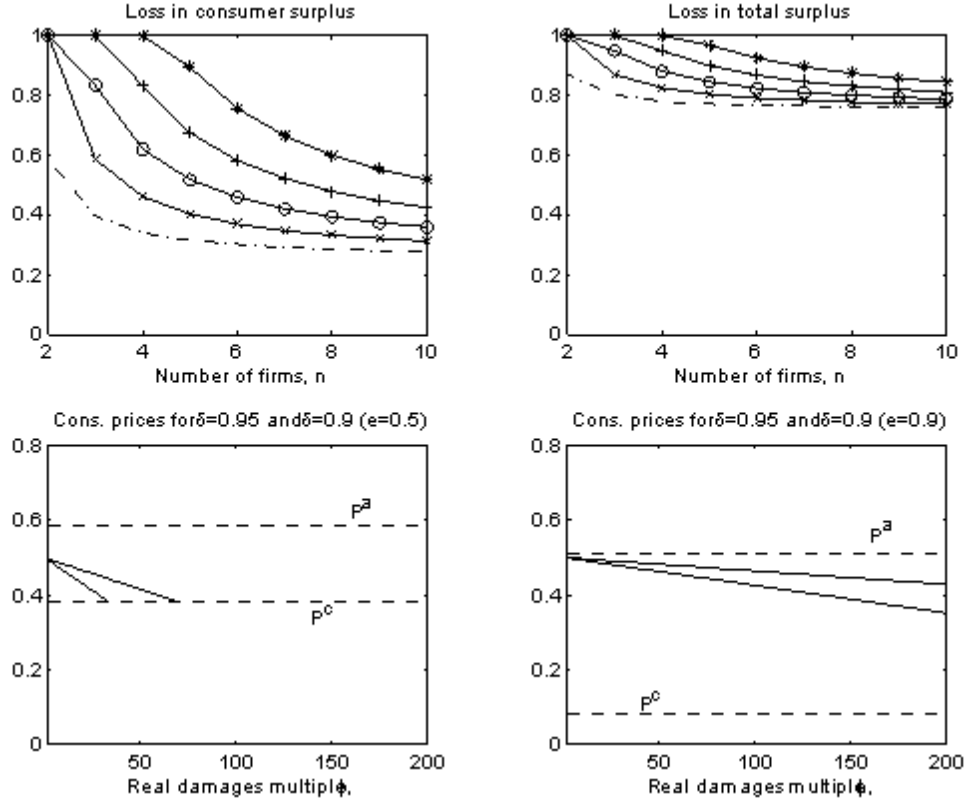 Loss in consumer surplus
1
0.8
0.6
0.4
0.2
0
2 4 6 8 10
Number of firms, n
Loss in total surplus
1
0.8
0.6
0.4
0.2
0
2 4 6 8 10
Number of firms, n
Cons. prices forδ=0.95 andδ=0.9 (e=0.5)
0.8
0.6
0.4
0.2
0
P^a
P^c
50 100 150 200
Real damages multiplϕ,
Cons. prices forδ=0.95 andδ=0.9 (e=0.9)
0.8
0.6
0.4
0.2
0
P^a
P^c
50 100 150 200
Real damages multiplϕ,